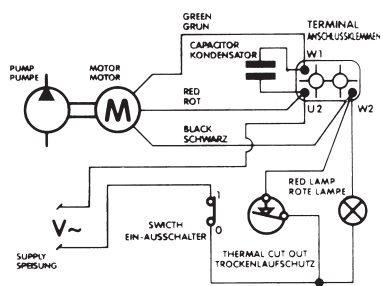 GREEN
GRUN
TERMINAL
ANSCHLUSSKLEMMEN
CAPACITOR
KONDENSATOR
W1
PUMP
PUMPE
MOTOR
MOTOR
M
RED
ROT
U2
W2
BLACK
SCHWARZ
RED LAMP
ROTE LAMPE
V~
1
SWICTH
EIN-AUSSCHALTER
0
SUPPLY
SPEISUNG
THERMAL CUT OUT
TROCKENLAUFSCHUTZ